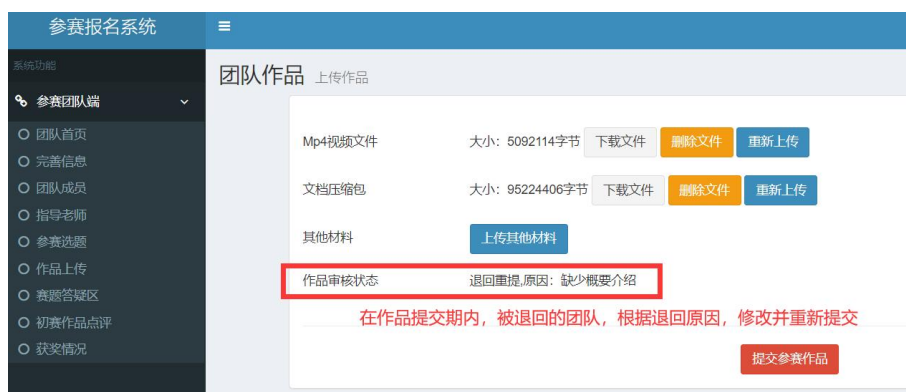 参赛报名系统
系统功能
参赛团队端
团队首页
完善信息
团队成员
指导老师
参赛选题
作品上传
赛题答疑区
初赛作品点评
获奖情况
团队作品 上传作品
Mp4视频文件 大小：5092114字节 下载文件 删除文件 重新上传
文档压缩包 大小：95224406字节 下载文件 删除文件 重新上传
其他材料 上传其他材料
作品审核状态 退回重提,原因：缺少概要介绍
在作品提交期内，被退回的团队，根据退回原因，修改并重新提交
提交参赛作品